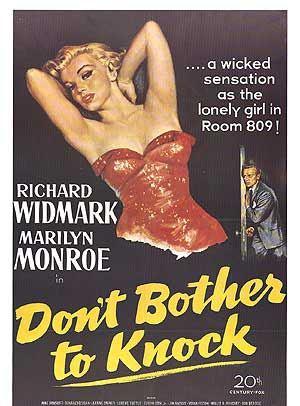 ....a wicked
sensation
as the
lonely girl in
Room 809!
RICHARD
WIDMARK
MARILYN
MONROE
in
Don't Bother
to Knock
20th
CENTURY-FOX